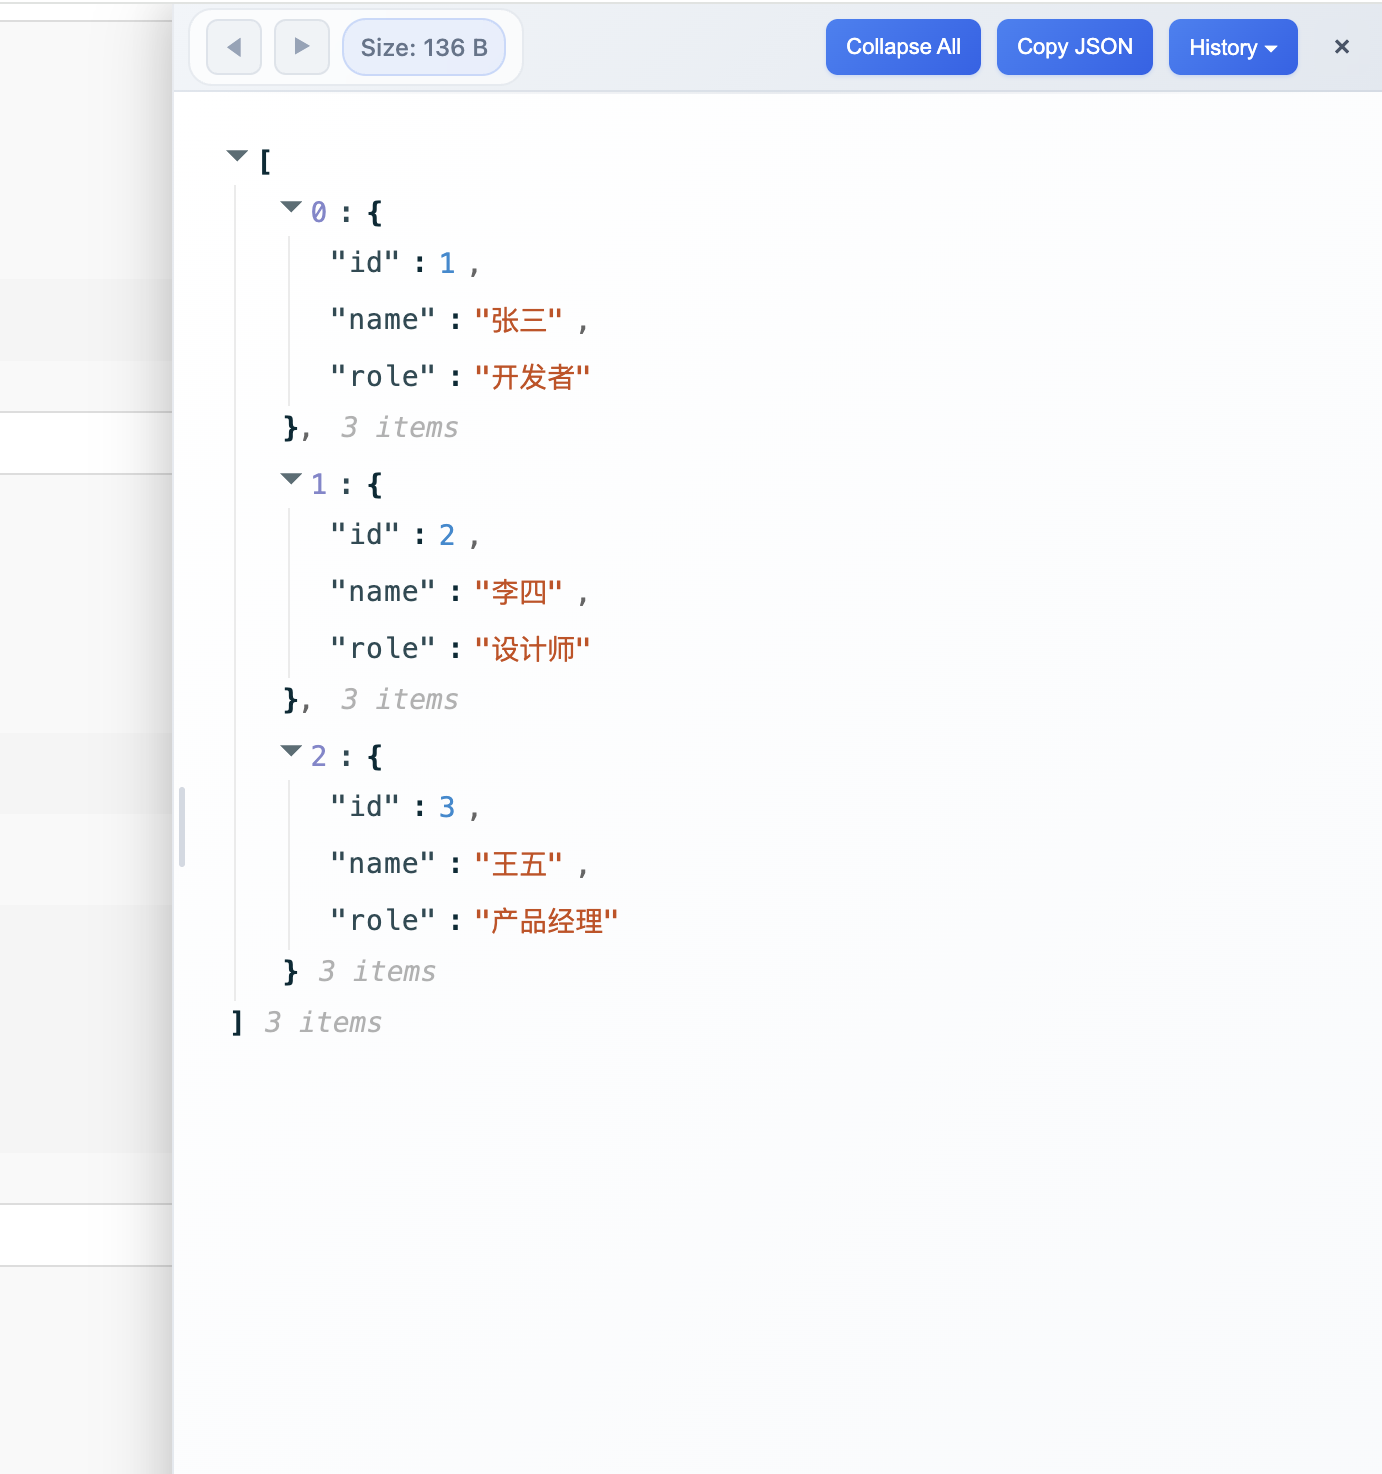 Size: 136 B Collapse All Copy JSON History ×
[
0 : {
"id" : 1 ,
"name" : "张三" ,
"role" : "开发者"
}, 3 items
1 : {
"id" : 2 ,
"name" : "李四" ,
"role" : "设计师"
}, 3 items
2 : {
"id" : 3 ,
"name" : "王五" ,
"role" : "产品经理"
} 3 items
] 3 items